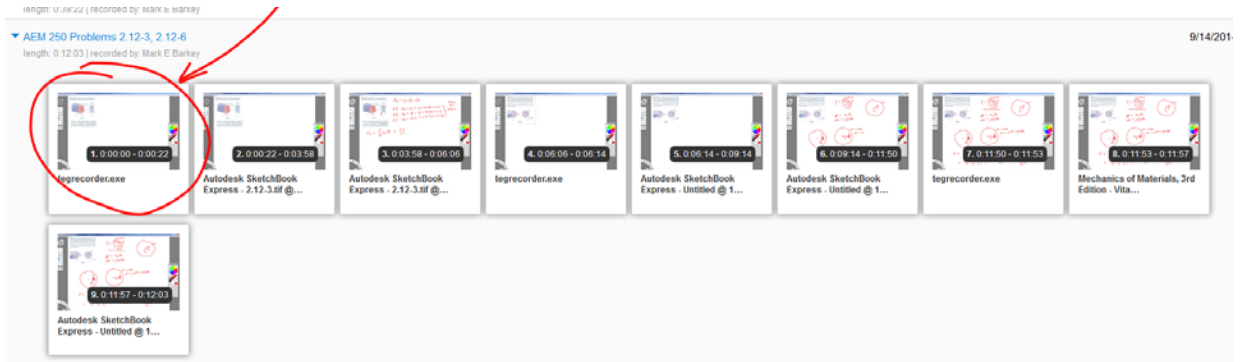 length: 0:39:22 | recorded by: Mark E Barkey
AEM 250 Problems 2.12-3, 2.12-6
9/14/201
length: 0:12:03 | recorded by: Mark E Barkey
1. 0:00:00 - 0:00:22
2. 0:00:22 - 0:03:58
3. 0:03:58 - 0:06:06
4. 0:06:06 - 0:06:14
5. 0:06:14 - 0:09:14
6. 0:09:14 - 0:11:50
7. 0:11:50 - 0:11:53
8. 0:11:53 - 0:11:57
tegrecorder.exe
Autodesk SketchBook
Express - 2.12-3.tif @...
Autodesk SketchBook
Express - 2.12-3.tif @...
tegrecorder.exe
Autodesk SketchBook
Express - Untitled @ 1...
Autodesk SketchBook
Express - Untitled @ 1...
tegrecorder.exe
Mechanics of Materials, 3rd
Edition - Vita...
9. 0:11:57 - 0:12:03
Autodesk SketchBook
Express - Untitled @ 1...